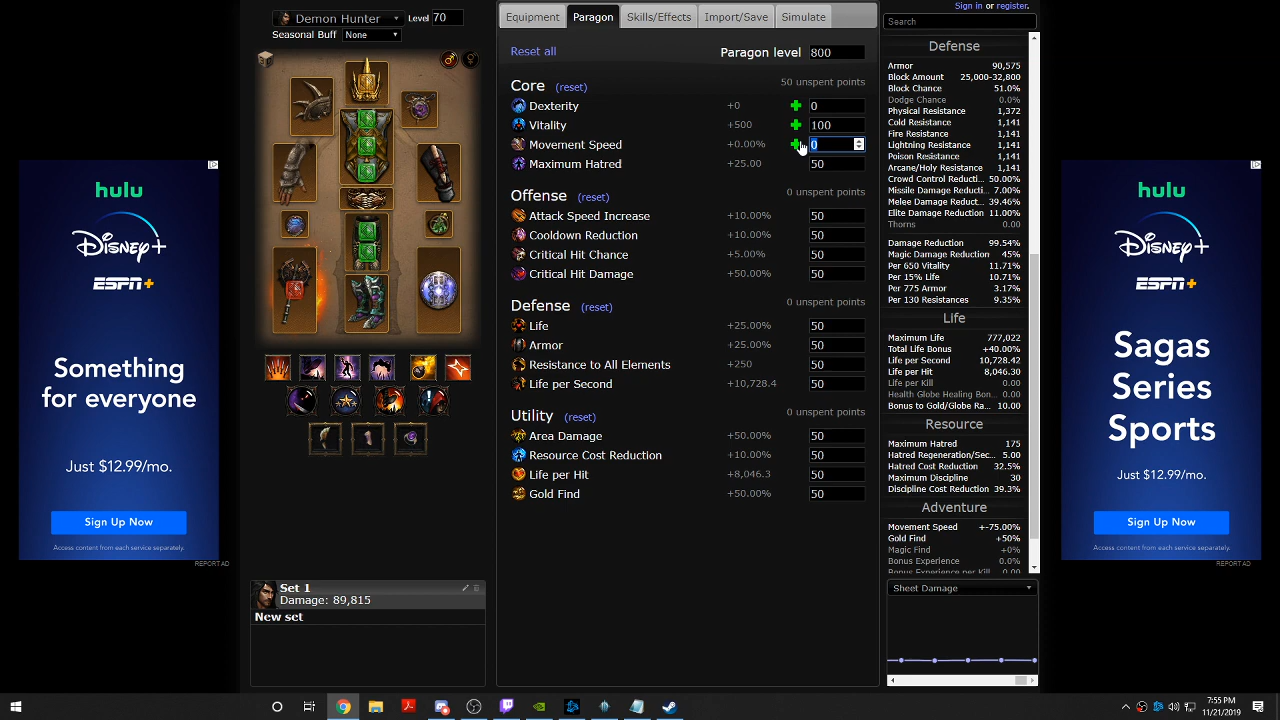 Demon Hunter
Level 70
Seasonal Buff None
Equipment Paragon Skills/Effects Import/Save Simulate
Sign in or register.
Search
Reset all Paragon level 800
Core (reset) 50 unspent points
Dexterity +0 0
Vitality +500 100
Movement Speed +0.00% 0
Maximum Hatred +25.00 50
Offense (reset) 0 unspent points
Attack Speed Increase +10.00% 50
Cooldown Reduction +10.00% 50
Critical Hit Chance +5.00% 50
Critical Hit Damage +50.00% 50
Defense (reset) 0 unspent points
Life +25.00% 50
Armor +25.00% 50
Resistance to All Elements +250 50
Life per Second +10,728.4 50
Utility (reset) 0 unspent points
Area Damage +50.00% 50
Resource Cost Reduction +10.00% 50
Life per Hit +8,046.3 50
Gold Find +50.00% 50
Defense
Armor 90,575
Block Amount 25,000-32,800
Block Chance 51.0%
Dodge Chance 0.0%
Physical Resistance 1,372
Cold Resistance 1,141
Fire Resistance 1,141
Lightning Resistance 1,141
Poison Resistance 1,141
Arcane/Holy Resistance 1,141
Crowd Control Reducti... 50.00%
Missile Damage Reducti... 7.00%
Melee Damage Reducti... 39.46%
Elite Damage Reduction 11.00%
Thorns 0.00
Damage Reduction 99.54%
Magic Damage Reduction 45%
Per 650 Vitality 11.71%
Per 15% Life 10.71%
Per 775 Armor 3.17%
Per 130 Resistances 9.35%
Life
Maximum Life 777,022
Total Life Bonus +40.00%
Life per Second 10,728.42
Life per Hit 8,046.30
Life per Kill 0.00
Health Globe Healing Bon... 0.00
Bonus to Gold/Globe Ra... 10.00
Resource
Maximum Hatred 175
Hatred Regeneration/Sec... 5.00
Hatred Cost Reduction 32.5%
Maximum Discipline 30
Discipline Cost Reduction 39.3%
Adventure
Movement Speed +-75.00%
Gold Find +50%
Magic Find +0%
Bonus Experience 0.0%
Bonus Experience per Kill 0.00
Sheet Damage
Set 1
Damage: 89,815
New set
hulu
Disney+
ESPN+
Something
for everyone
Just $12.99/mo.
Sign Up Now
Access content from each service separately.
REPORT AD
hulu
Disney+
ESPN+
Sagas
Series
Sports
Just $12.99/mo.
Sign Up Now
Access content from each service separately.
REPORT AD
7:55 PM
11/21/2019